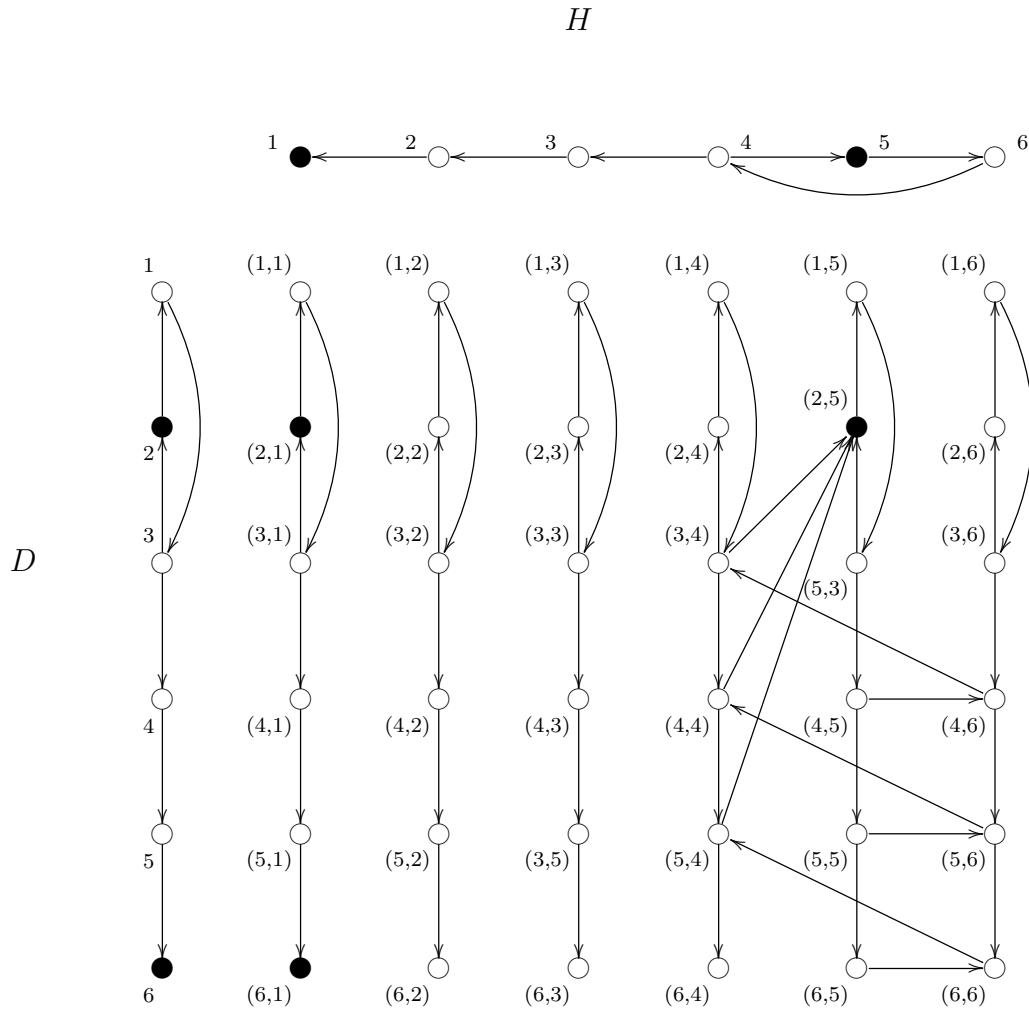 H
1 2 3 4 5 6
1 (1,1) (1,2) (1,3) (1,4) (1,5) (1,6)
(2,5)
2 (2,1) (2,2) (2,3) (2,4) (2,6)
3 (3,1) (3,2) (3,3) (3,4) (3,6)
D
(5,3)
4 (4,1) (4,2) (4,3) (4,4) (4,5) (4,6)
5 (5,1) (5,2) (3,5) (5,4) (5,5) (5,6)
6 (6,1) (6,2) (6,3) (6,4) (6,5) (6,6)